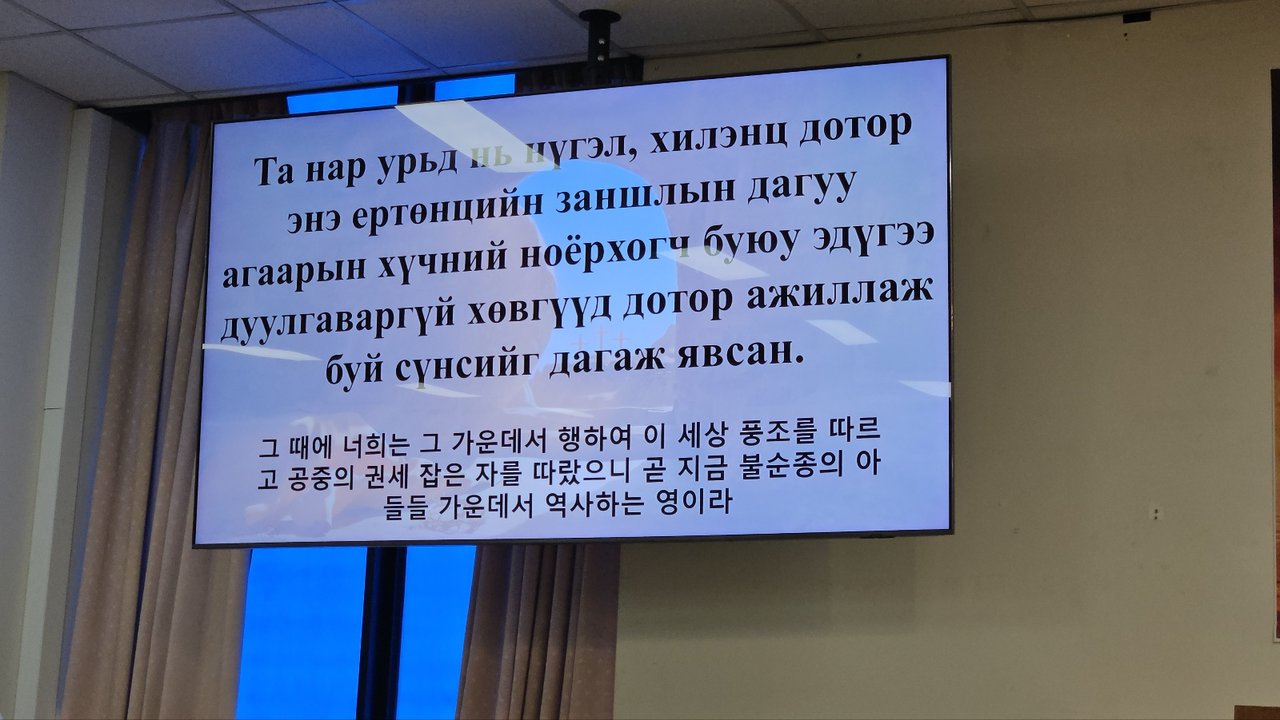 Та нар урьд нь нүгэл, хилэнц дотор
энэ ертөнцийн заншлын дагуу
агаарын хүчний ноёрхогч буюу эдүгээ
дуулгаваргүй хөвгүүд дотор ажиллаж
буй сүнсийг дагаж явсан.
그 때에 너희는 그 가운데서 행하여 이 세상 풍조를 따르
고 공중의 권세 잡은 자를 따랐으니 곧 지금 불순종의 아
들들 가운데서 역사하는 영이라